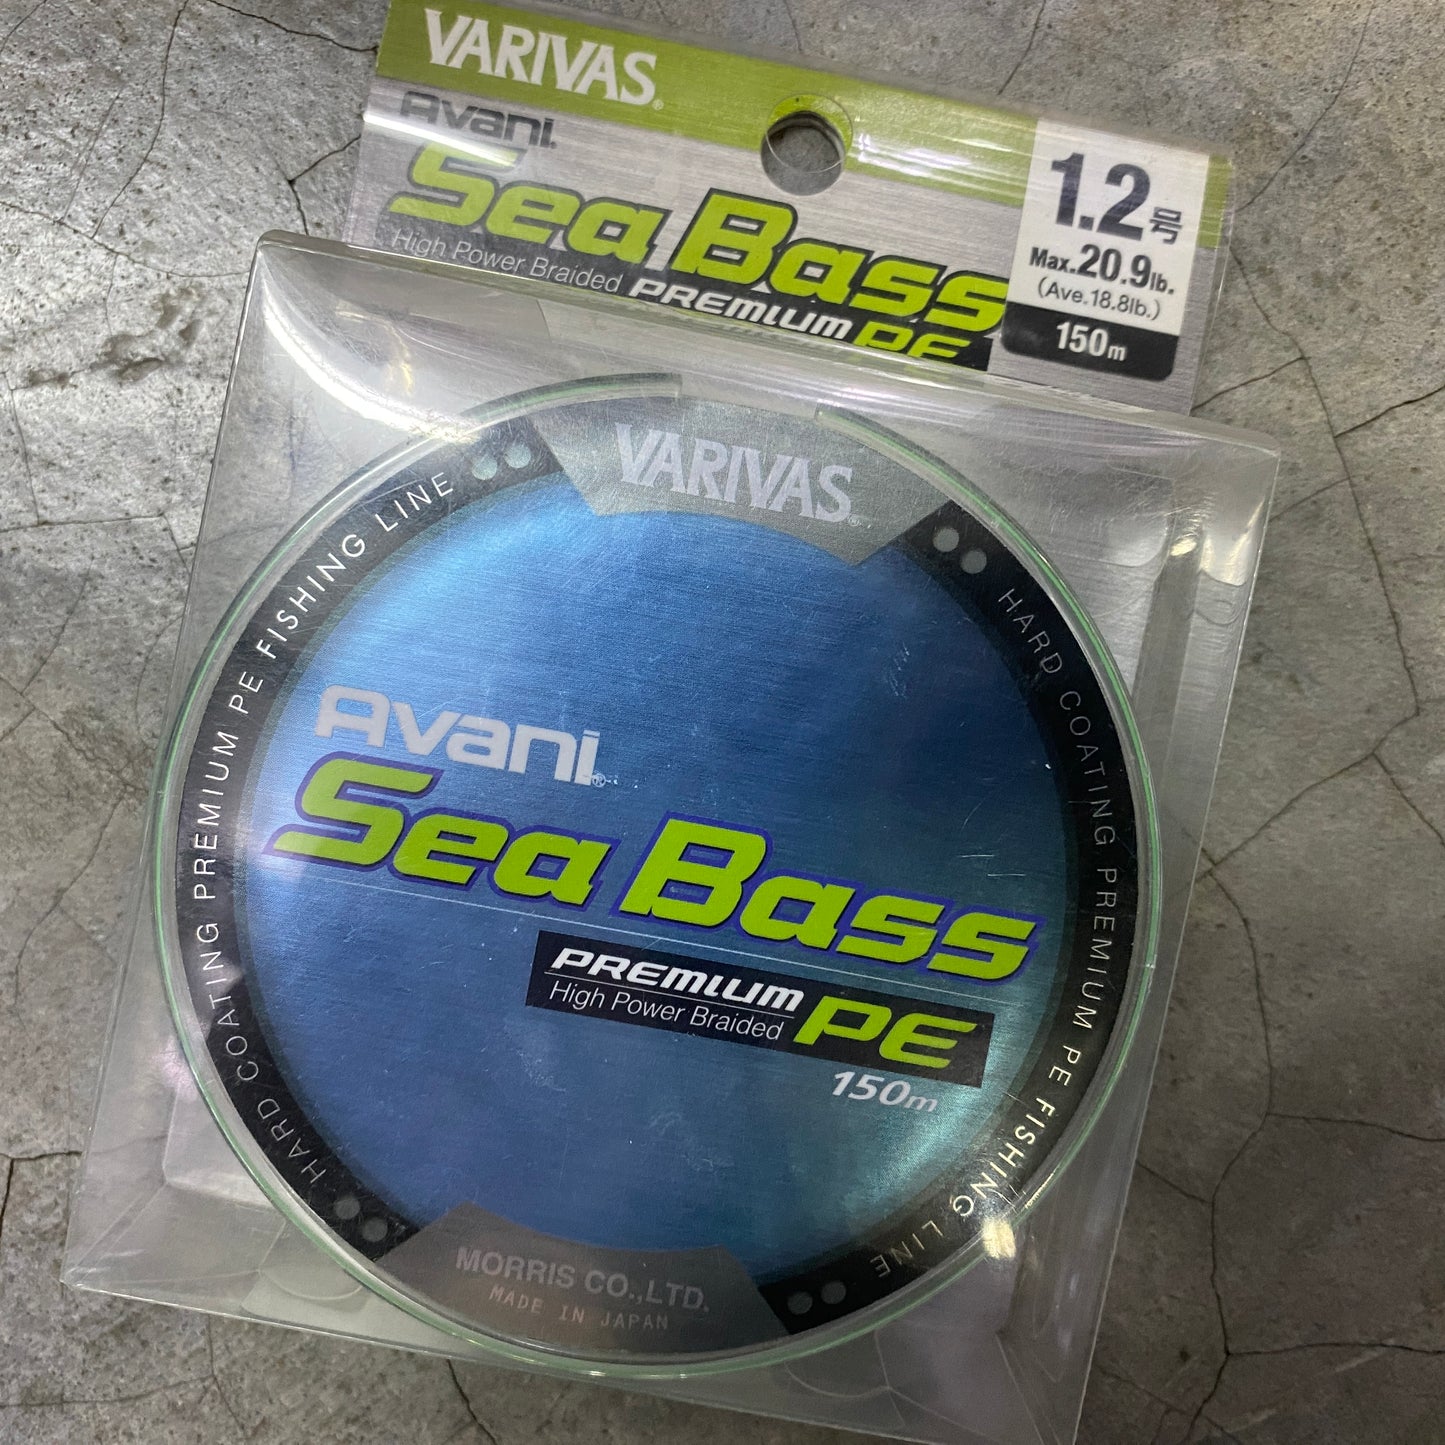 VARIVAS®
Avani®
Sea Bass
High Power Braided PREMIUM PE
1.2号
Max.20.9lb.
(Ave.18.8lb.)
150m
VARIVAS®
HARD COATING PREMIUM PE FISHING LINE
HARD COATING PREMIUM PE FISHING LINE
Avani®
Sea Bass
PREMIUM PE
High Power Braided
150m
MORRIS CO.,LTD.
MADE IN JAPAN